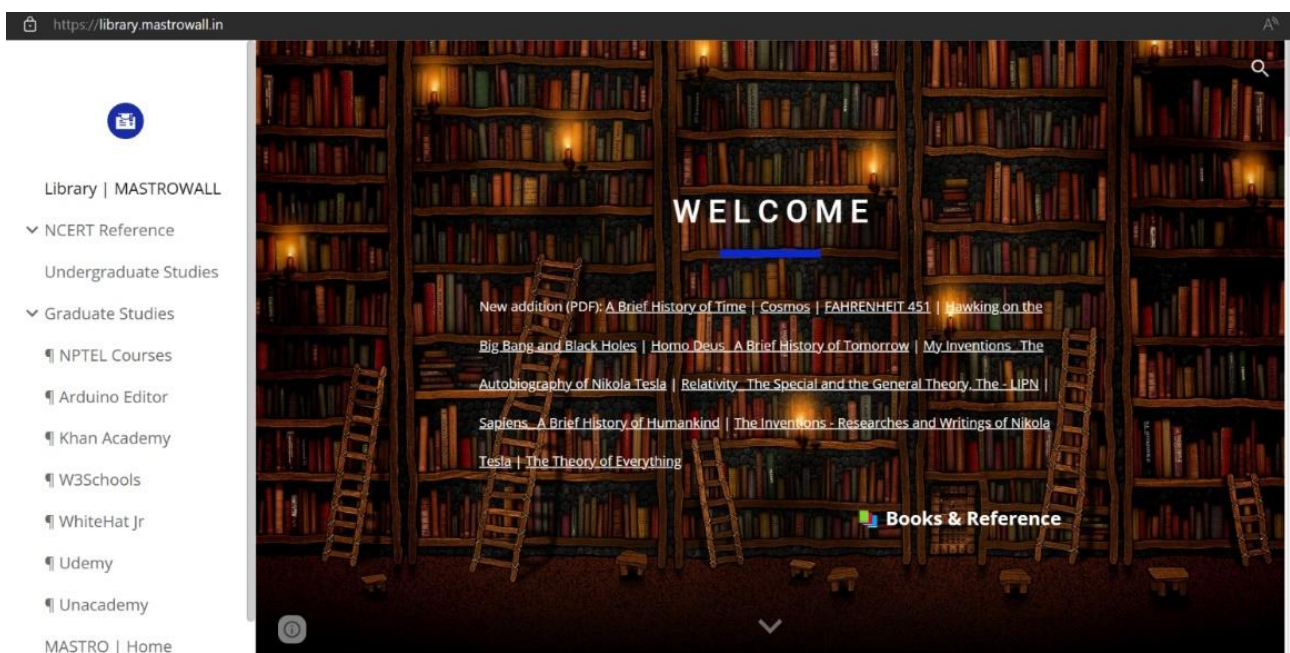 https://library.mastrowall.in
Library | MASTROWALL
NCERT Reference
Undergraduate Studies
Graduate Studies
¶ NPTEL Courses
¶ Arduino Editor
¶ Khan Academy
¶ W3Schools
¶ WhiteHat Jr
¶ Udemy
¶ Unacademy
MASTRO | Home
WELCOME
New addition (PDF): A Brief History of Time | Cosmos | FAHRENHEIT 451 | Hawking on the
Big Bang and Black Holes | Homo Deus_ A Brief History of Tomorrow | My Inventions_ The
Autobiography of Nikola Tesla | Relativity_ The Special and the General Theory, The - LIPN |
Sapiens_ A Brief History of Humankind | The Inventions - Researches and Writings of Nikola
Tesla | The Theory of Everything
Books & Reference